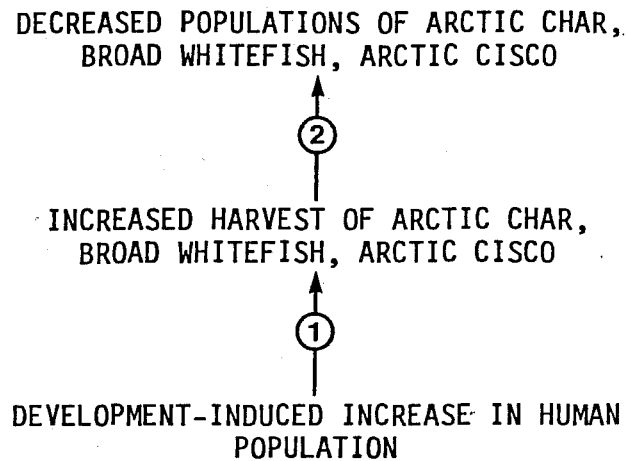 DECREASED POPULATIONS OF ARCTIC CHAR,
BROAD WHITEFISH, ARCTIC CISCO
2
INCREASED HARVEST OF ARCTIC CHAR,
BROAD WHITEFISH, ARCTIC CISCO
1
DEVELOPMENT-INDUCED INCREASE IN HUMAN
POPULATION